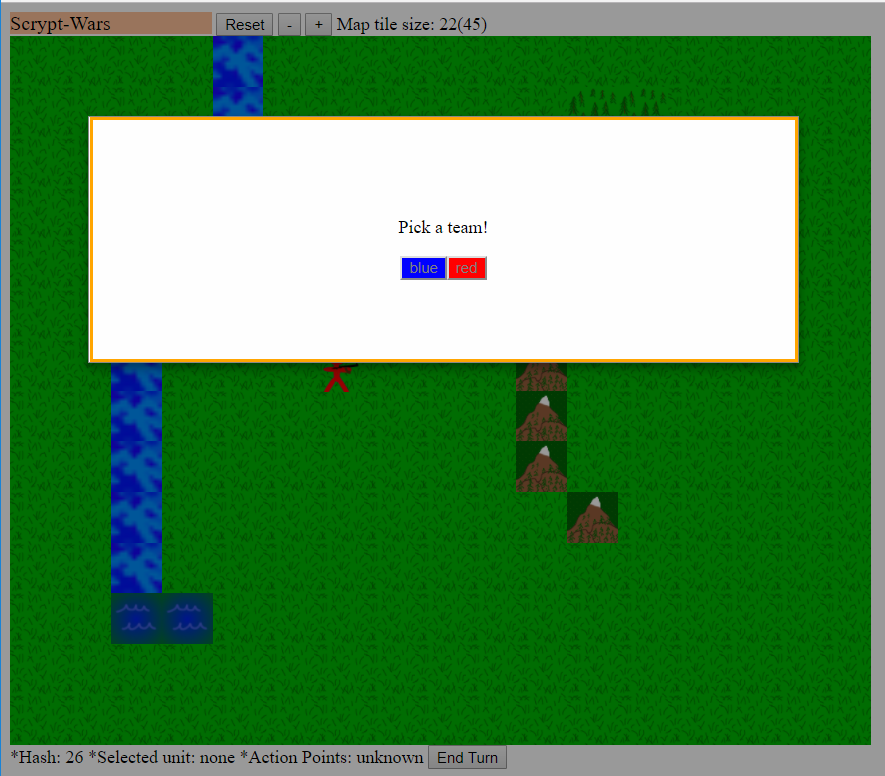 Scrypt-Wars Reset - + Map tile size: 22(45)
Pick a team!
blue red
*Hash: 26 *Selected unit: none *Action Points: unknown End Turn